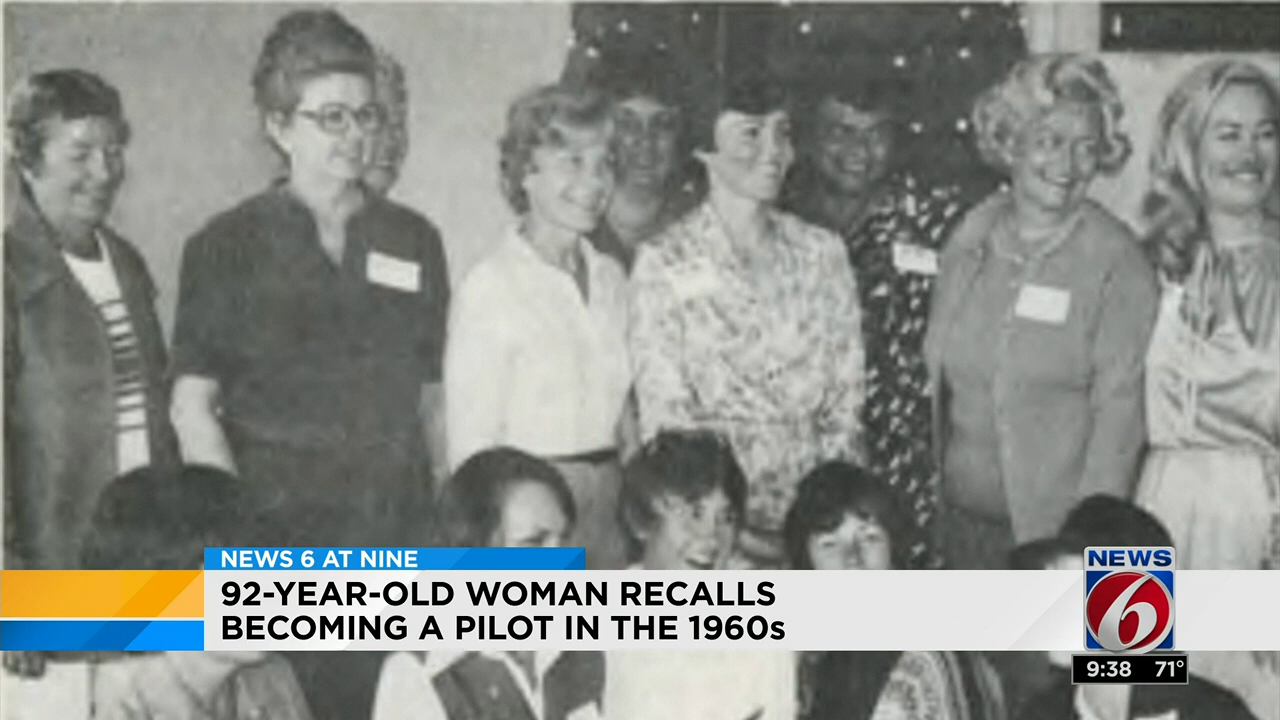 NEWS 6 AT NINE
92-YEAR-OLD WOMAN RECALLS
BECOMING A PILOT IN THE 1960s
NEWS
6
9:38 71°